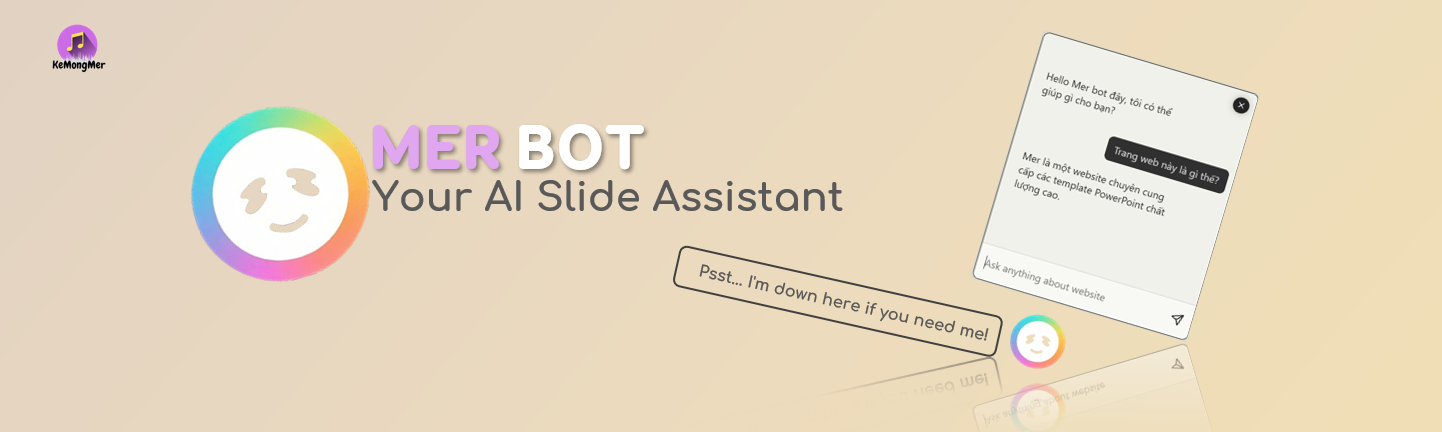 KeMongMer
MER BOT
Your AI Slide Assistant
Psst... I'm down here if you need me!
Hello Mer bot đây, tôi có thể
giúp gì cho bạn?
Trang web này là gì thế?
Mer là một website chuyên cung
cấp các template PowerPoint chất
lượng cao.
Ask anything about website